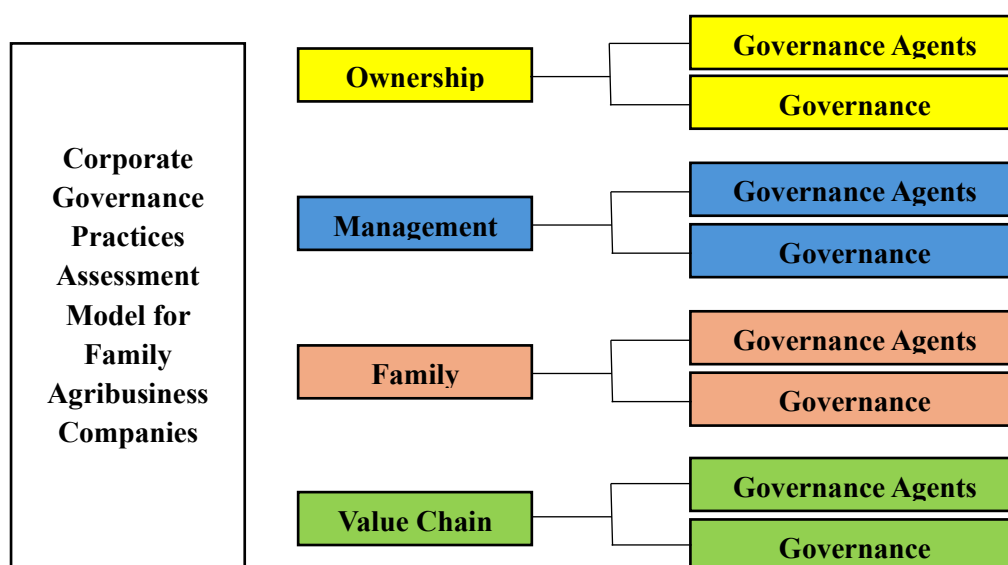 Corporate
Governance
Practices
Assessment
Model for
Family
Agribusiness
Companies
Ownership
Governance Agents
Governance
Management
Governance Agents
Governance
Family
Governance Agents
Governance
Value Chain
Governance Agents
Governance